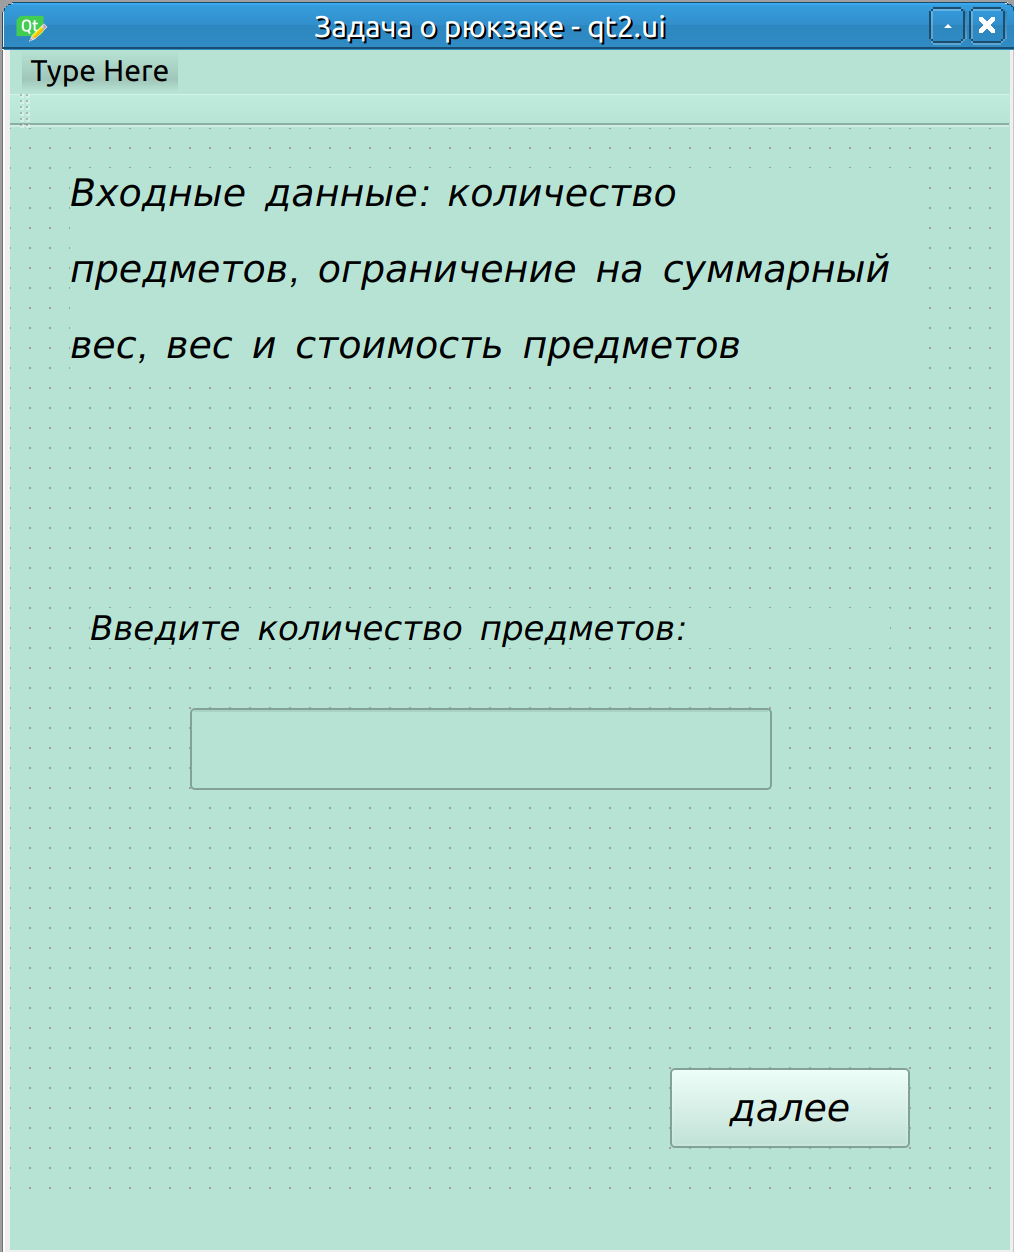 Qt
Задача о рюкзаке - qt2.ui
Type Here
Входные данные: количество
предметов, ограничение на суммарный
вес, вес и стоимость предметов
Введите количество предметов:
далее